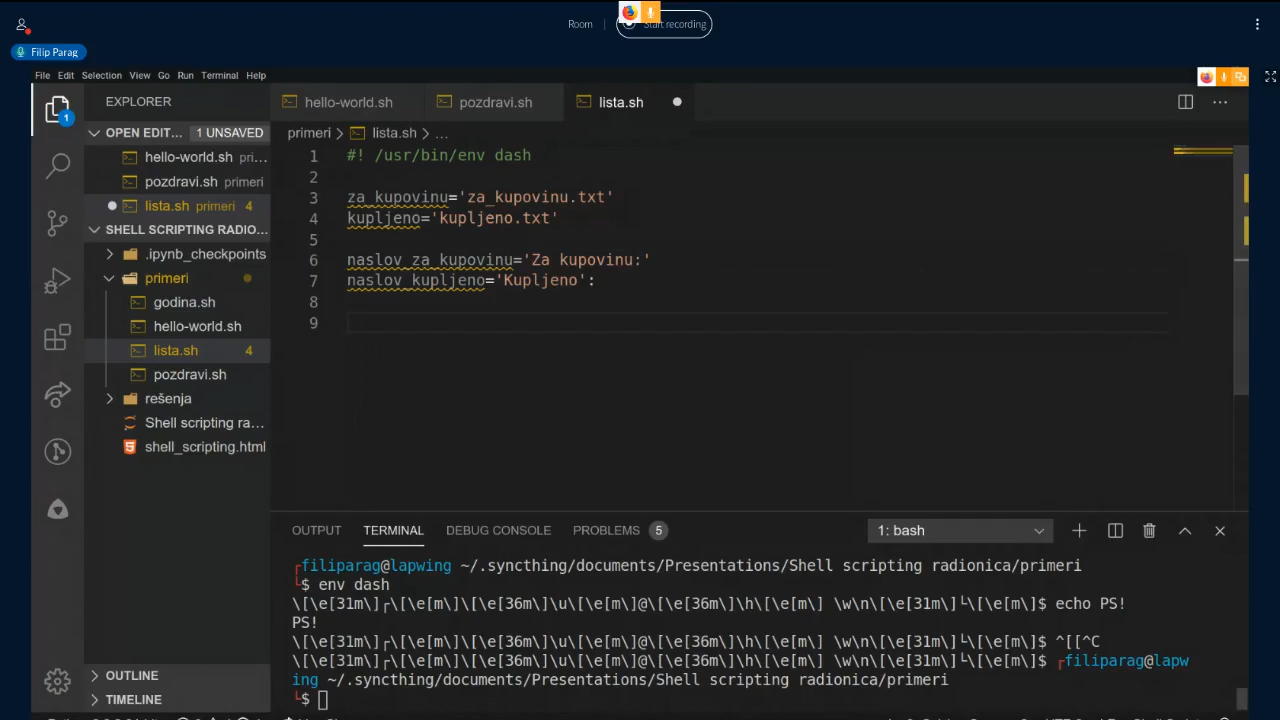 Room
Start recording
Filip Parag
File Edit Selection View Go Run Terminal Help
EXPLORER
hello-world.sh
pozdravi.sh
lista.sh
OPEN EDIT... 1 UNSAVED
hello-world.sh pri...
pozdravi.sh primeri
lista.sh primeri 4
SHELL SCRIPTING RADIO...
.ipynb_checkpoints
primeri
godina.sh
hello-world.sh
lista.sh 4
pozdravi.sh
rešenja
Shell scripting ra...
shell_scripting.html
OUTLINE
TIMELINE
1
primeri > lista.sh > ...
1 #! /usr/bin/env dash
2
3 za_kupovinu='za_kupovinu.txt'
4 kupljeno='kupljeno.txt'
5
6 naslov_za_kupovinu='Za kupovinu:'
7 naslov_kupljeno='Kupljeno':
8
9
OUTPUT TERMINAL DEBUG CONSOLE PROBLEMS 5
1: bash
┌filiparag@lapwing ~/.syncthing/documents/Presentations/Shell scripting radionica/primeri
└$ env dash
\[\e[31m\]┌\[\e[m\]\[\e[36m\]\u\[\e[m\]@\[\e[36m\]\h\[\e[m\] \w\n\[\e[31m\]└\[\e[m\]$ echo PS!
PS!
\[\e[31m\]┌\[\e[m\]\[\e[36m\]\u\[\e[m\]@\[\e[36m\]\h\[\e[m\] \w\n\[\e[31m\]└\[\e[m\]$ ^[[^C
\[\e[31m\]┌\[\e[m\]\[\e[36m\]\u\[\e[m\]@\[\e[36m\]\h\[\e[m\] \w\n\[\e[31m\]└\[\e[m\]$ ┌filiparag@lapw
ing ~/.syncthing/documents/Presentations/Shell scripting radionica/primeri
└$